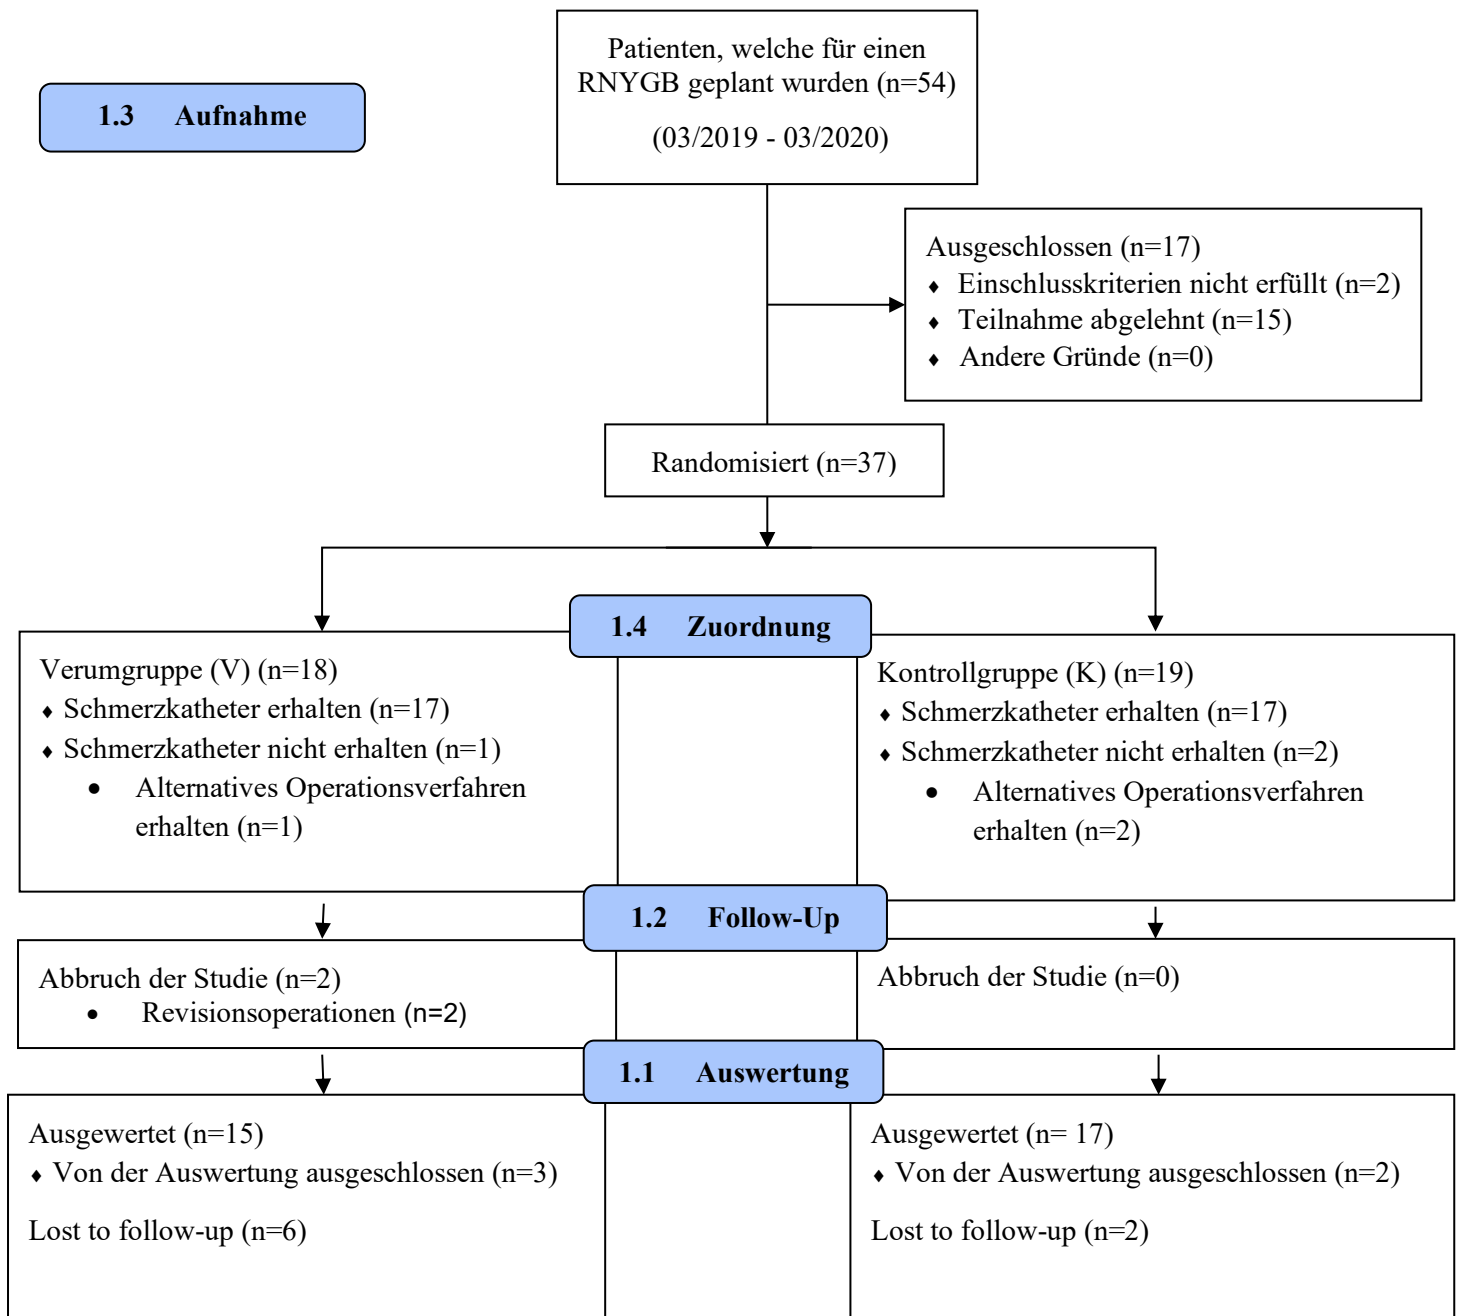 Patienten, welche für einen
RNYGB geplant wurden (n=54)
(03/2019 - 03/2020)
1.3 Aufnahme
Ausgeschlossen (n=17)
⬧ Einschlusskriterien nicht erfüllt (n=2)
⬧ Teilnahme abgelehnt (n=15)
⬧ Andere Gründe (n=0)
Randomisiert (n=37)
1.4 Zuordnung
Verumgruppe (V) (n=18)
⬧ Schmerzkatheter erhalten (n=17)
⬧ Schmerzkatheter nicht erhalten (n=1)
• Alternatives Operationsverfahren
erhalten (n=1)
Kontrollgruppe (K) (n=19)
⬧ Schmerzkatheter erhalten (n=17)
⬧ Schmerzkatheter nicht erhalten (n=2)
• Alternatives Operationsverfahren
erhalten (n=2)
1.2 Follow-Up
Abbruch der Studie (n=2)
• Revisionsoperationen (n=2)
Abbruch der Studie (n=0)
1.1 Auswertung
Ausgewertet (n=15)
⬧ Von der Auswertung ausgeschlossen (n=3)
Lost to follow-up (n=6)
Ausgewertet (n= 17)
⬧ Von der Auswertung ausgeschlossen (n=2)
Lost to follow-up (n=2)